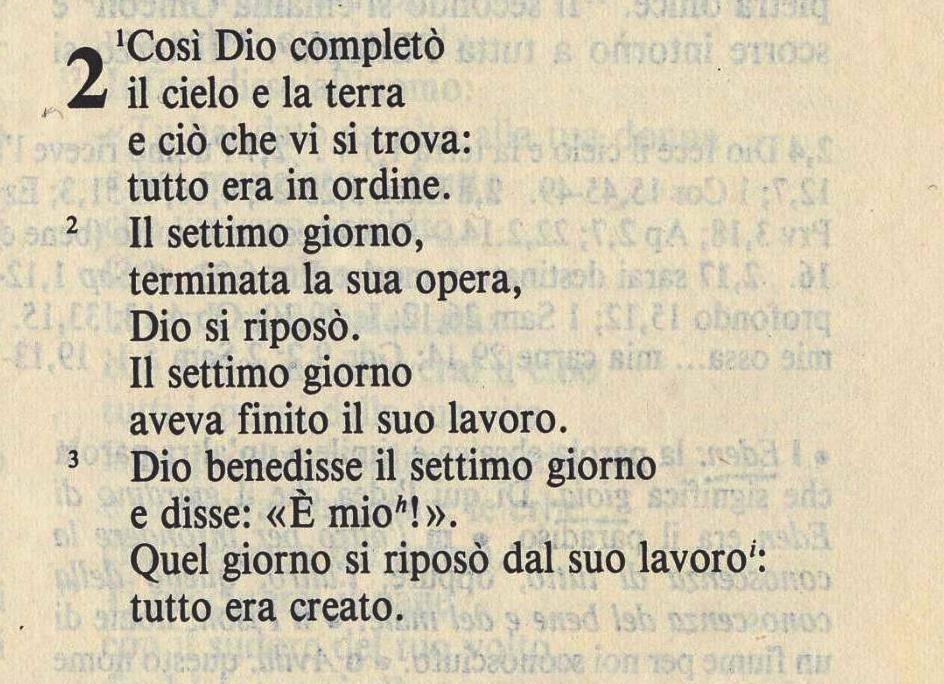 2 ¹Così Dio completò
il cielo e la terra
e ciò che vi si trova:
tutto era in ordine.
² Il settimo giorno,
terminata la sua opera,
Dio si riposò.
Il settimo giorno
aveva finito il suo lavoro.
³ Dio benedisse il settimo giorno
e disse: «È mioʰ!».
Quel giorno si riposò dal suo lavoroⁱ:
tutto era creato.